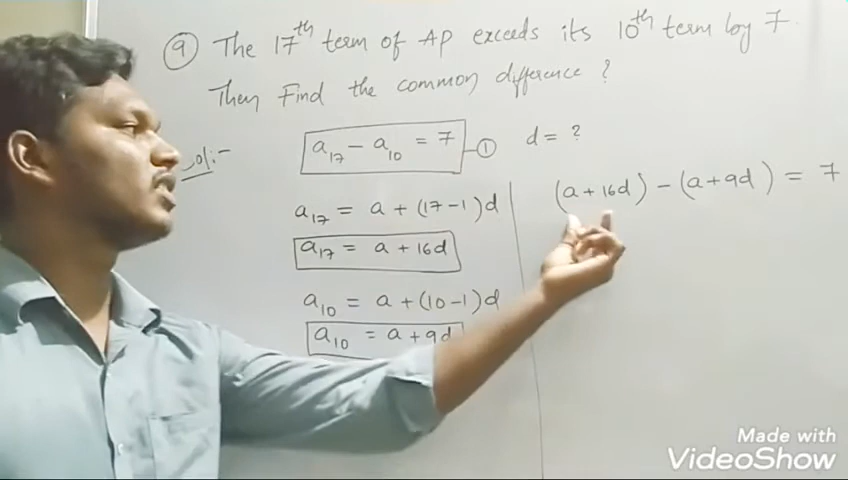 9 The 17th term of AP exceeds its 10th term by 7.
Then Find the common difference ?
Sol:-
a17 - a10 = 7 — 1 d = ?
a17 = a + (17-1)d
a17 = a + 16d
a10 = a + (10-1)d
a10 = a + 9d
(a + 16d) - (a + 9d) = 7
Made with
VideoShow